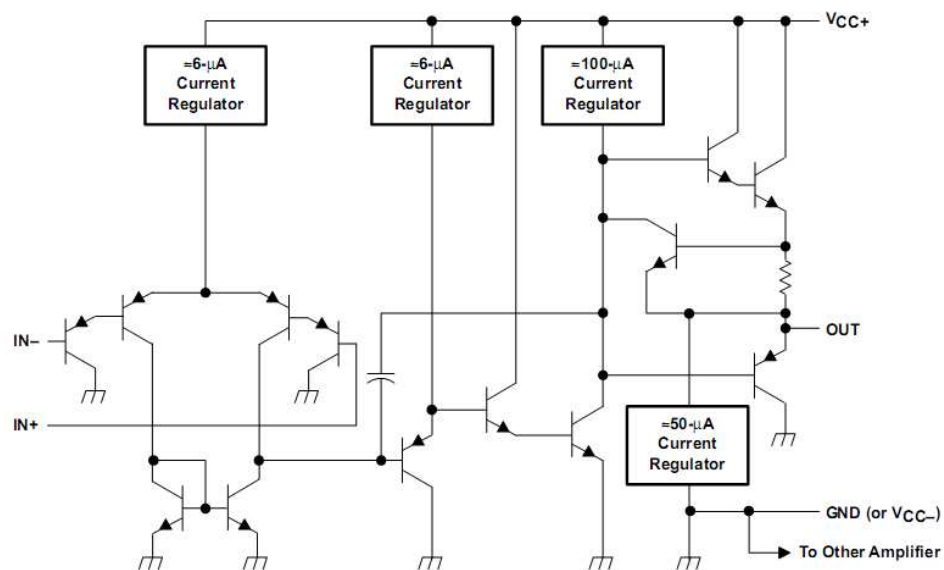 VCC+
≈6-μA
Current
Regulator
≈6-μA
Current
Regulator
≈100-μA
Current
Regulator
IN−
OUT
IN+
≈50-μA
Current
Regulator
GND (or VCC−)
To Other Amplifier